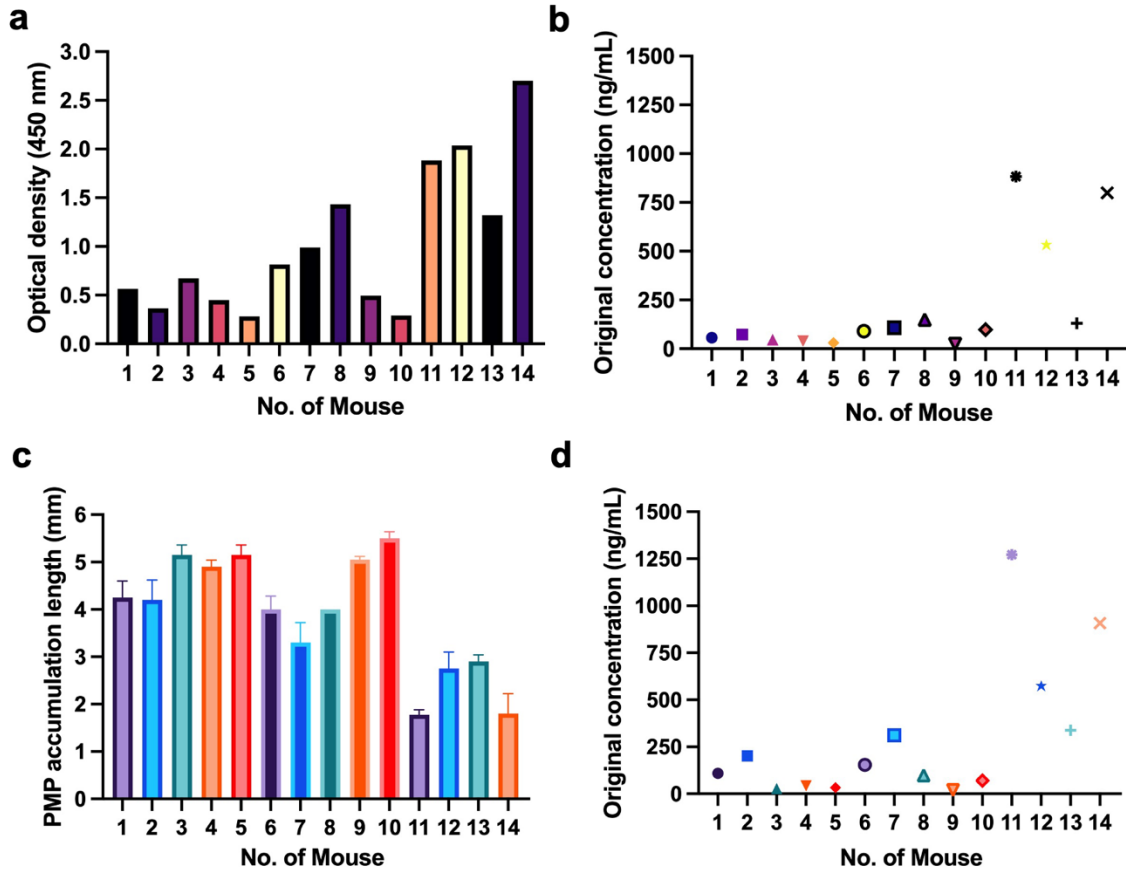 a
Optical density (450 nm)
3.0
2.5
2.0
1.5
1.0
0.5
0.0
1 2 3 4 5 6 7 8 9 10 11 12 13 14
No. of Mouse
b
Original concentration (ng/mL)
1500
1250
1000
750
500
250
0
1 2 3 4 5 6 7 8 9 10 11 12 13 14
No. of Mouse
c
PMP accumulation length (mm)
6
5
4
3
2
1
0
1 2 3 4 5 6 7 8 9 10 11 12 13 14
No. of Mouse
d
Original concentration (ng/mL)
1500
1250
1000
750
500
250
0
1 2 3 4 5 6 7 8 9 10 11 12 13 14
No. of Mouse